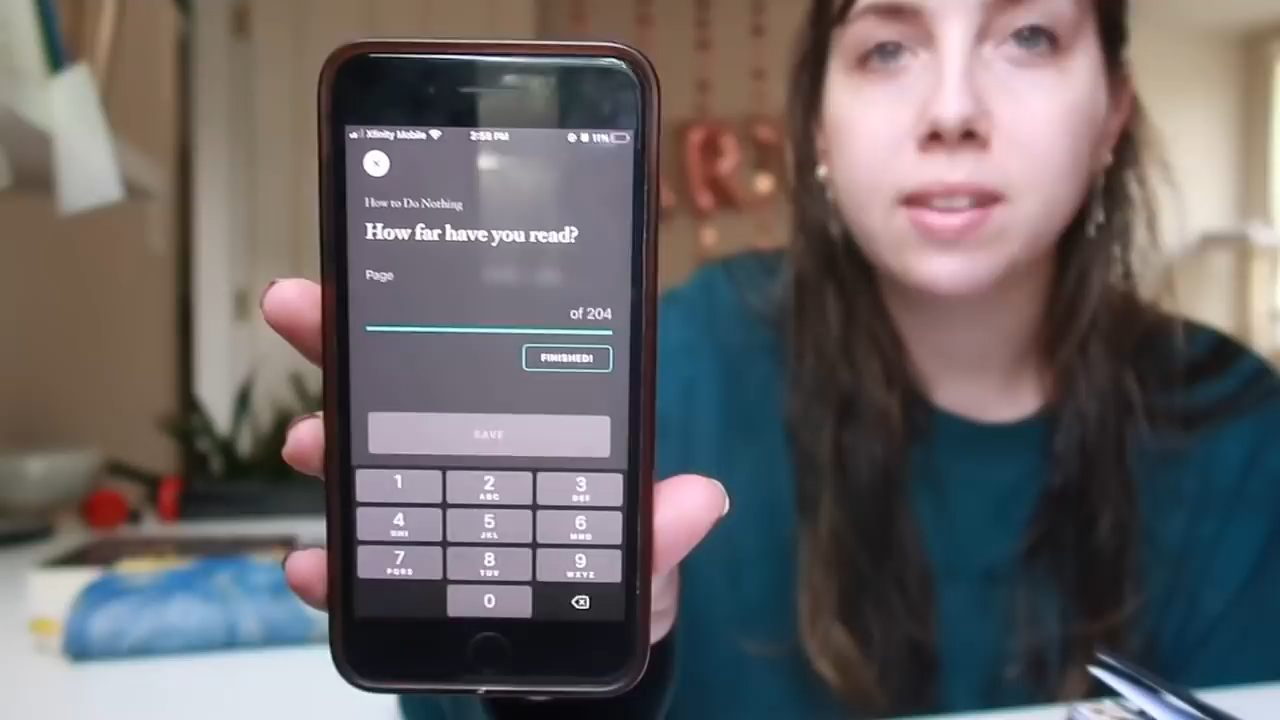 Xfinity Mobile 2:58 PM 11%
How to Do Nothing
How far have you read?
Page
of 204
FINISHED!
SAVE
1 2 3
ABC DEF
4 5 6
GHI JKL MNO
7 8 9
PQRS TUV WXYZ
0
R